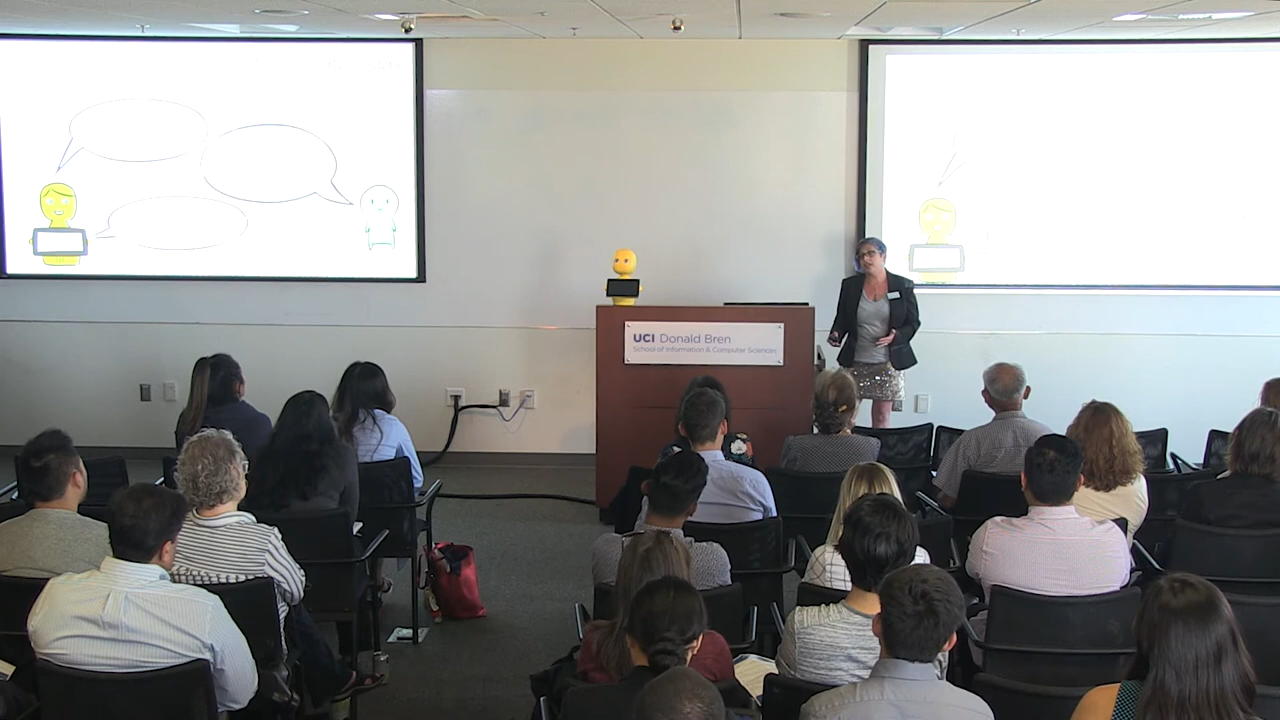 UCI Donald Bren
School of Information & Computer Sciences